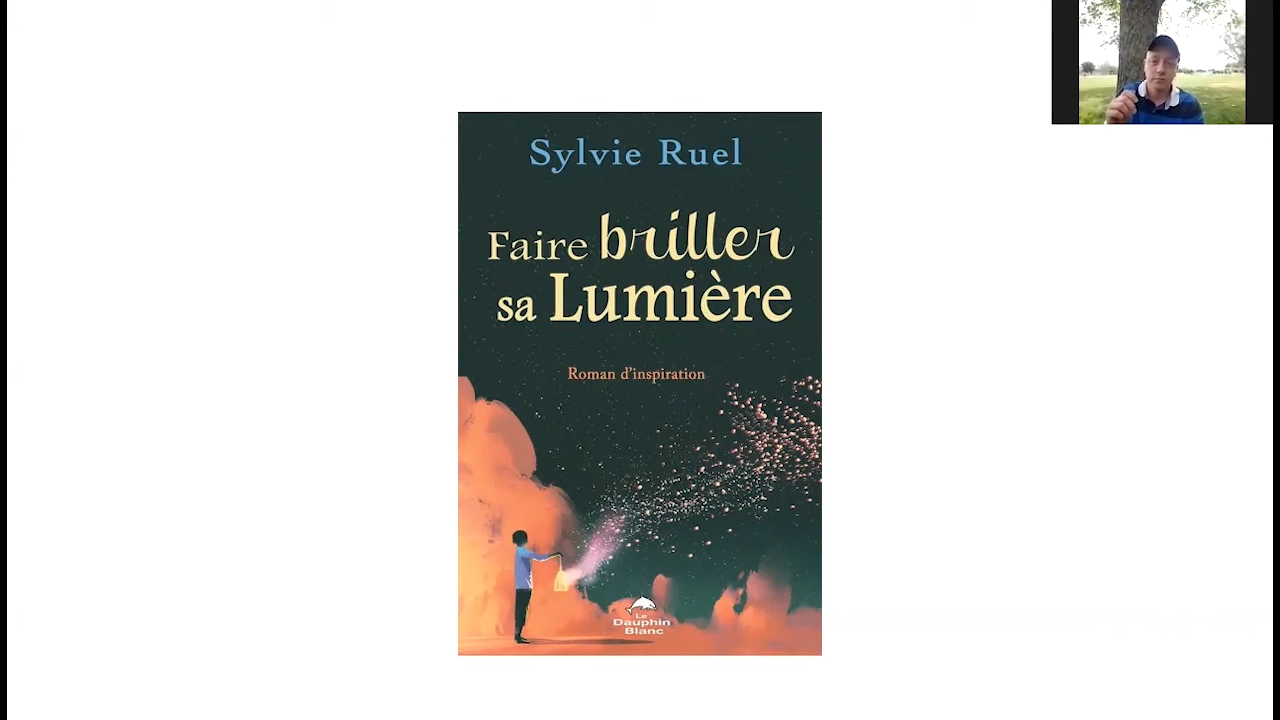 Sylvie Ruel
Faire briller
sa Lumière
Roman d'inspiration
Le
Dauphin
Blanc